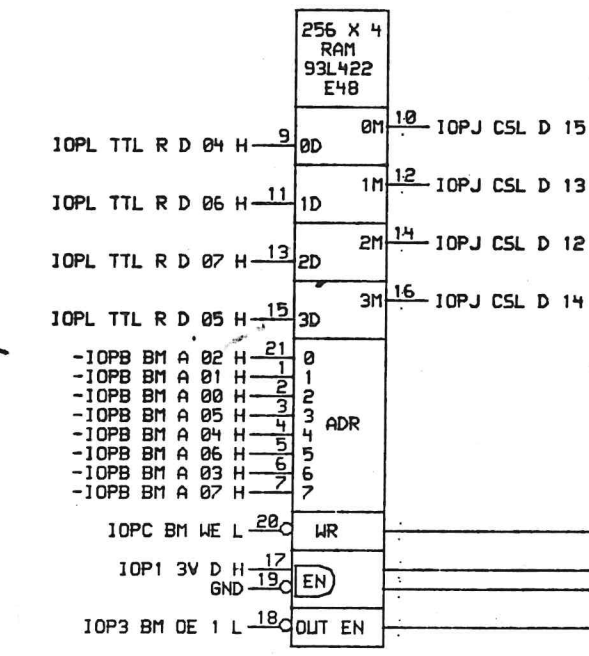 256 X 4
RAM
93L422
E48
0M 10 IOPJ CSL D 15
IOPL TTL R D 04 H 9 0D
1M 12 IOPJ CSL D 13
IOPL TTL R D 06 H 11 1D
2M 14 IOPJ CSL D 12
IOPL TTL R D 07 H 13 2D
3M 16 IOPJ CSL D 14
IOPL TTL R D 05 H 15 3D
-IOPB BM A 02 H 21 0
-IOPB BM A 01 H 1 1
-IOPB BM A 00 H 2 2
-IOPB BM A 05 H 3 3 ADR
-IOPB BM A 04 H 4 4
-IOPB BM A 06 H 5 5
-IOPB BM A 03 H 6 6
-IOPB BM A 07 H 7 7
IOPC BM WE L 20 WR
IOP1 3V D H 17 EN
GND 19
IOP3 BM OE 1 L 18 OUT EN